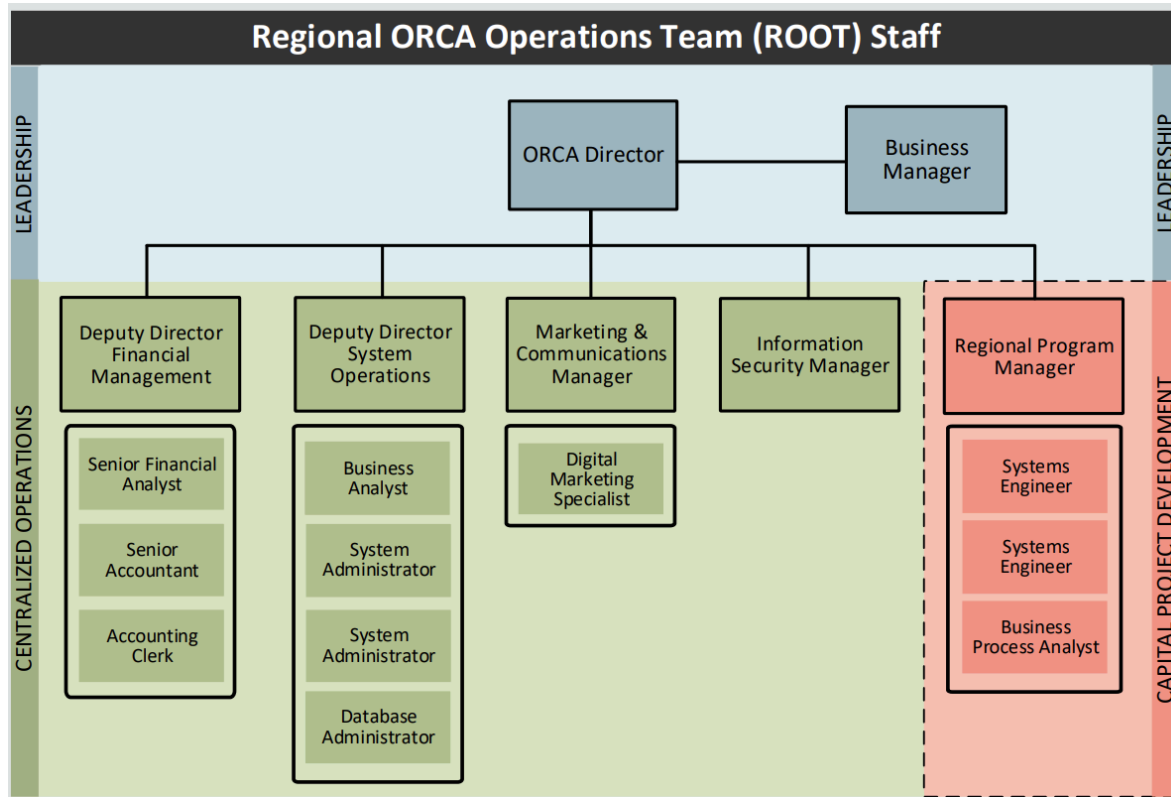 Regional ORCA Operations Team (ROOT) Staff
LEADERSHIP
LEADERSHIP
ORCA Director
Business
Manager
CENTRALIZED OPERATIONS
Deputy Director
Financial
Management
Senior Financial
Analyst
Senior
Accountant
Accounting
Clerk
Deputy Director
System
Operations
Business
Analyst
System
Administrator
System
Administrator
Database
Administrator
Marketing &
Communications
Manager
Digital
Marketing
Specialist
Information
Security Manager
Regional Program
Manager
Systems
Engineer
Systems
Engineer
Business
Process Analyst
CAPITAL PROJECT DEVELOPMENT